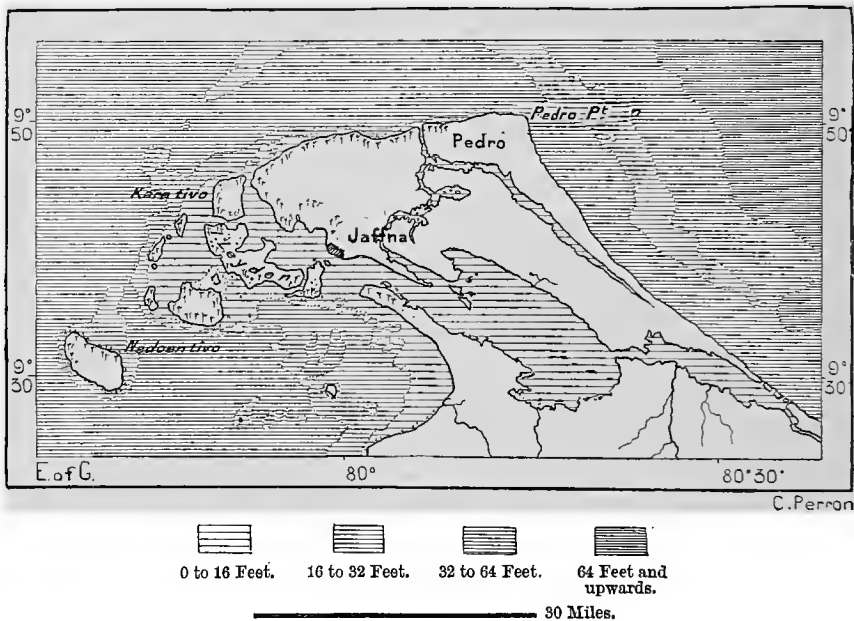 9°
50'
Pedro Pt
9°
50'
Pedro
Kara tivo
Jaffna
Leyden
Nedoen tivo
9°
30'
9°
30'
E. of G.
80°
80°30'
C. Perron
0 to 16 Feet.
16 to 32 Feet.
32 to 64 Feet.
64 Feet and
upwards.
30 Miles.